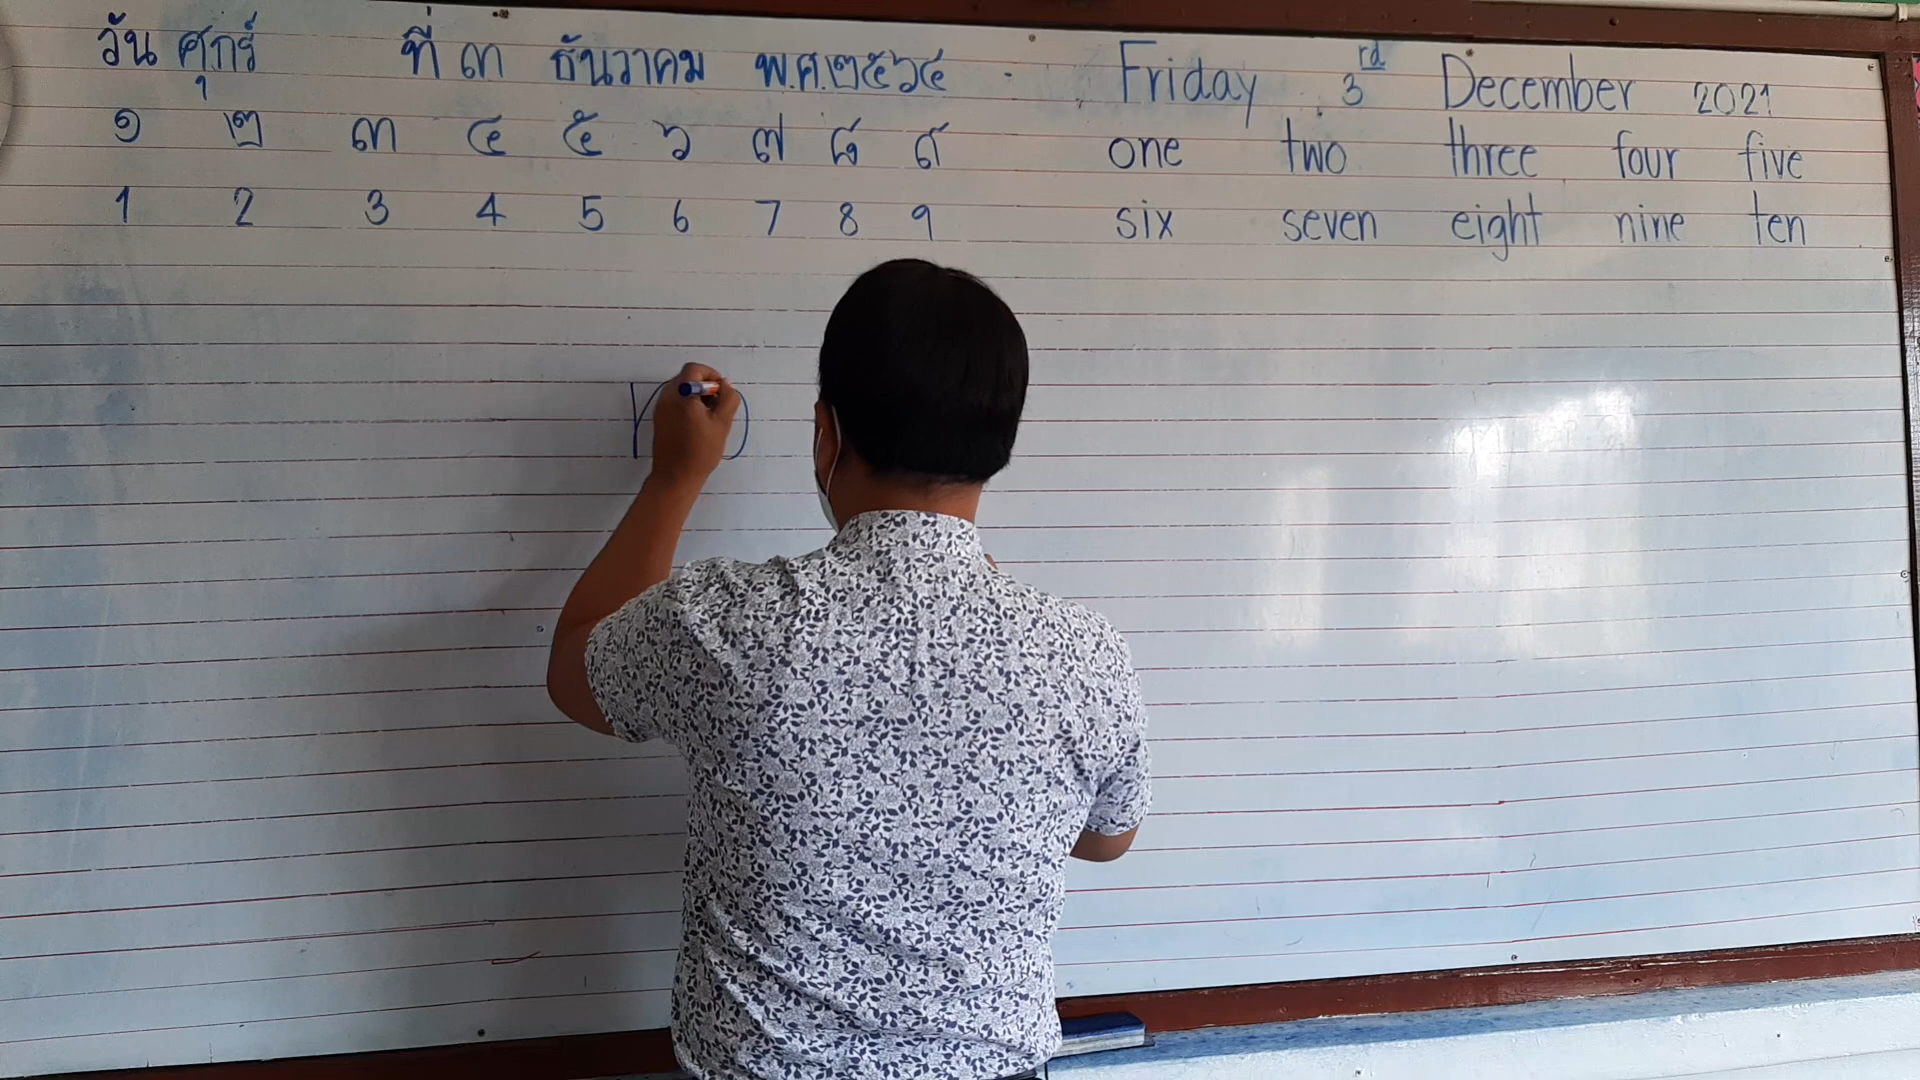 วัน ศุกร์ ที่ ๓ ธันวาคม พ.ศ.๒๕๖๔ Friday 3rd December 2021
๑ ๒ ๓ ๔ ๕ ๖ ๗ ๘ ๙ one two three four five
1 2 3 4 5 6 7 8 9 six seven eight nine ten